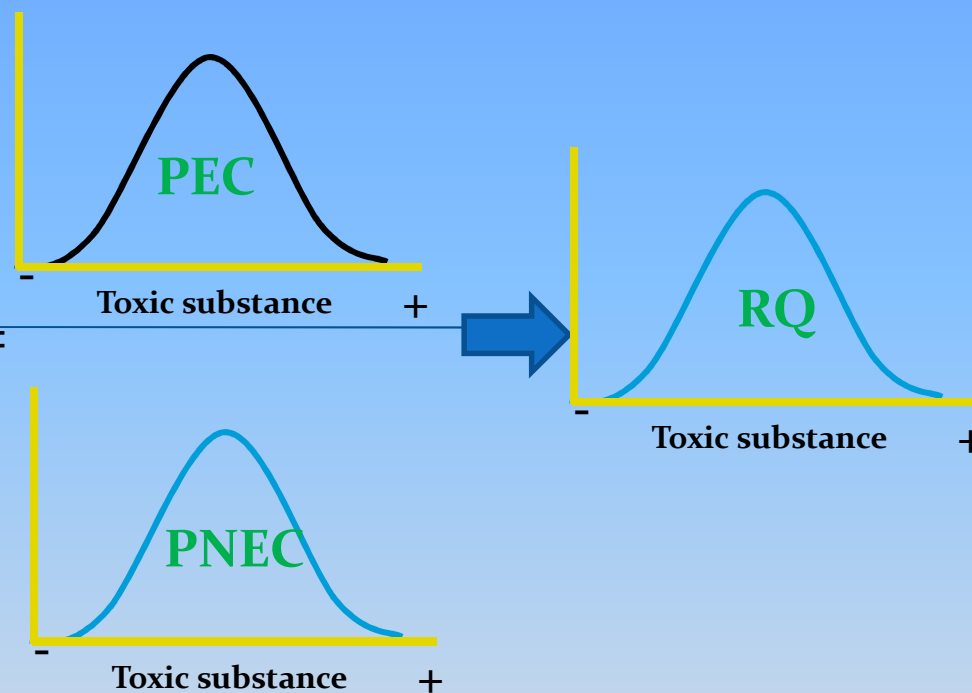 PEC
-
Toxic substance +
=
PNEC
-
Toxic substance +
RQ
-
Toxic substance +